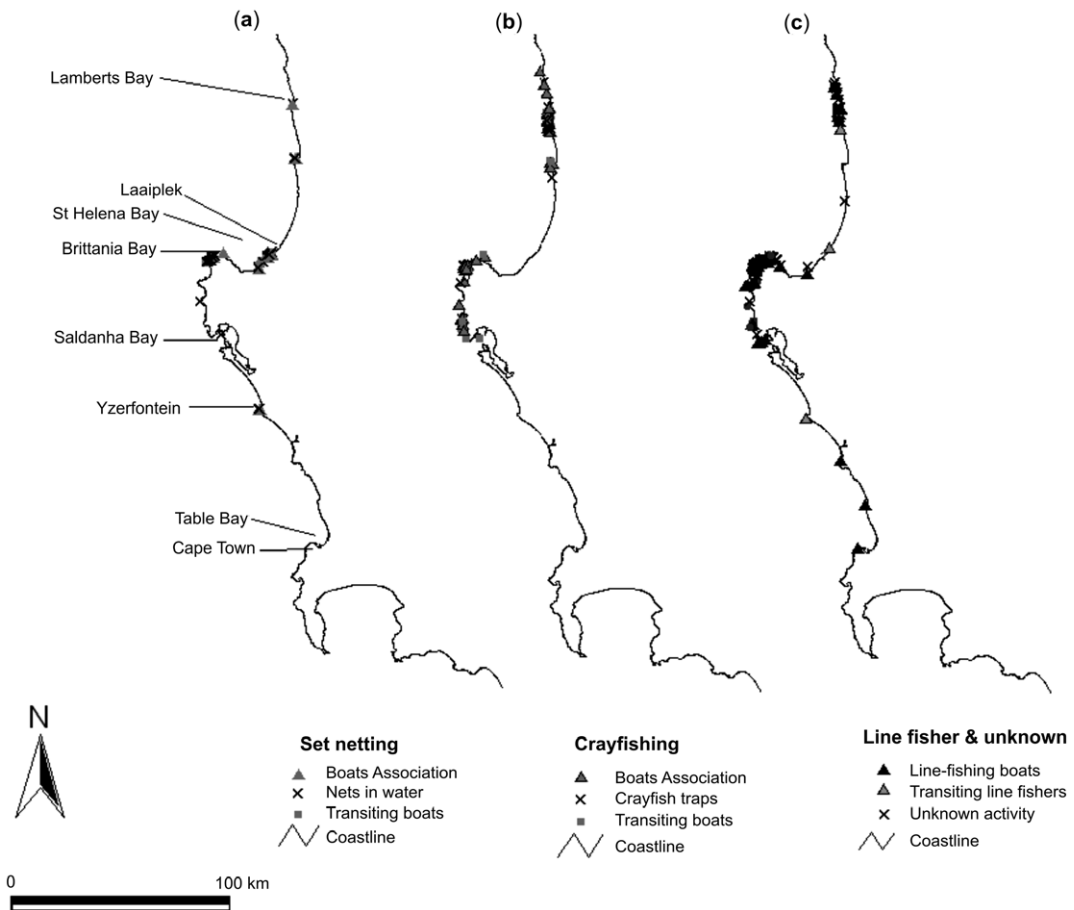 (a)
(b)
(c)
Lamberts Bay
Laaiplek
St Helena Bay
Brittania Bay
Saldanha Bay
Yzerfontein
Table Bay
Cape Town
N
Set netting
Boats Association
Nets in water
Transiting boats
Coastline
Crayfishing
Boats Association
Crayfish traps
Transiting boats
Coastline
Line fisher & unknown
Line-fishing boats
Transiting line fishers
Unknown activity
Coastline
0 100 km